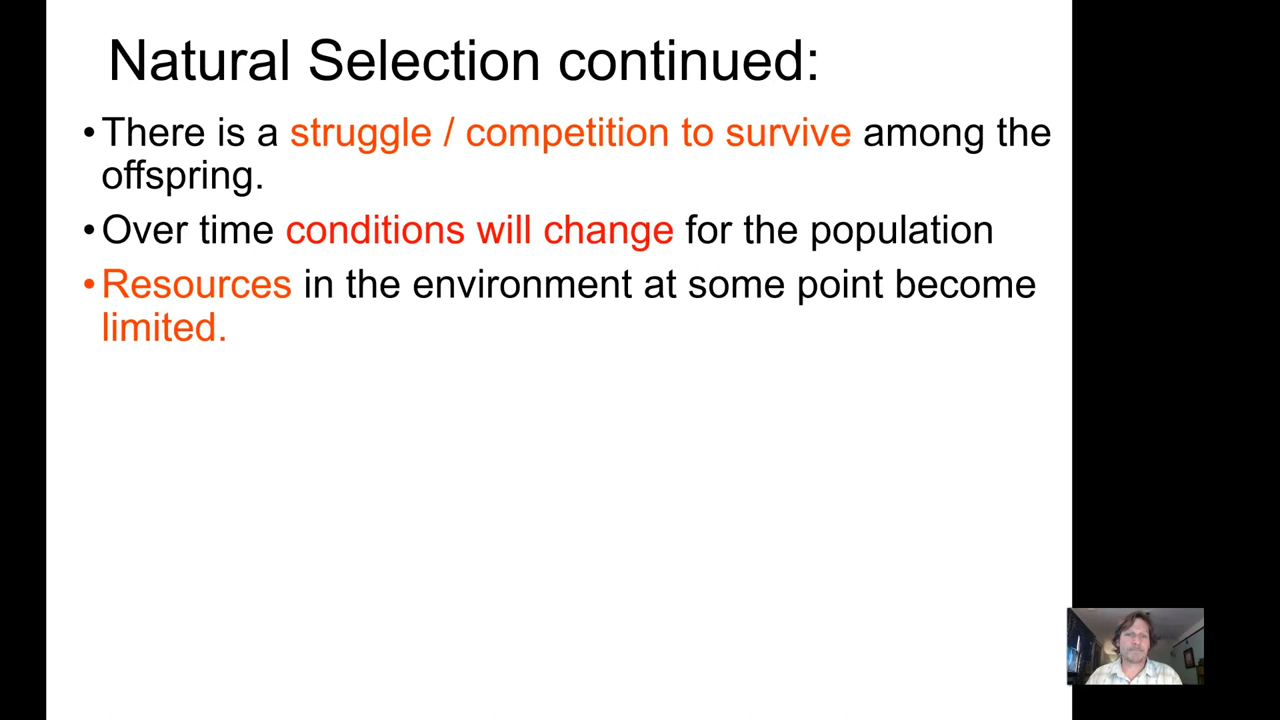 Natural Selection continued:
•There is a struggle / competition to survive among the
offspring.
•Over time conditions will change for the population
•Resources in the environment at some point become
limited.